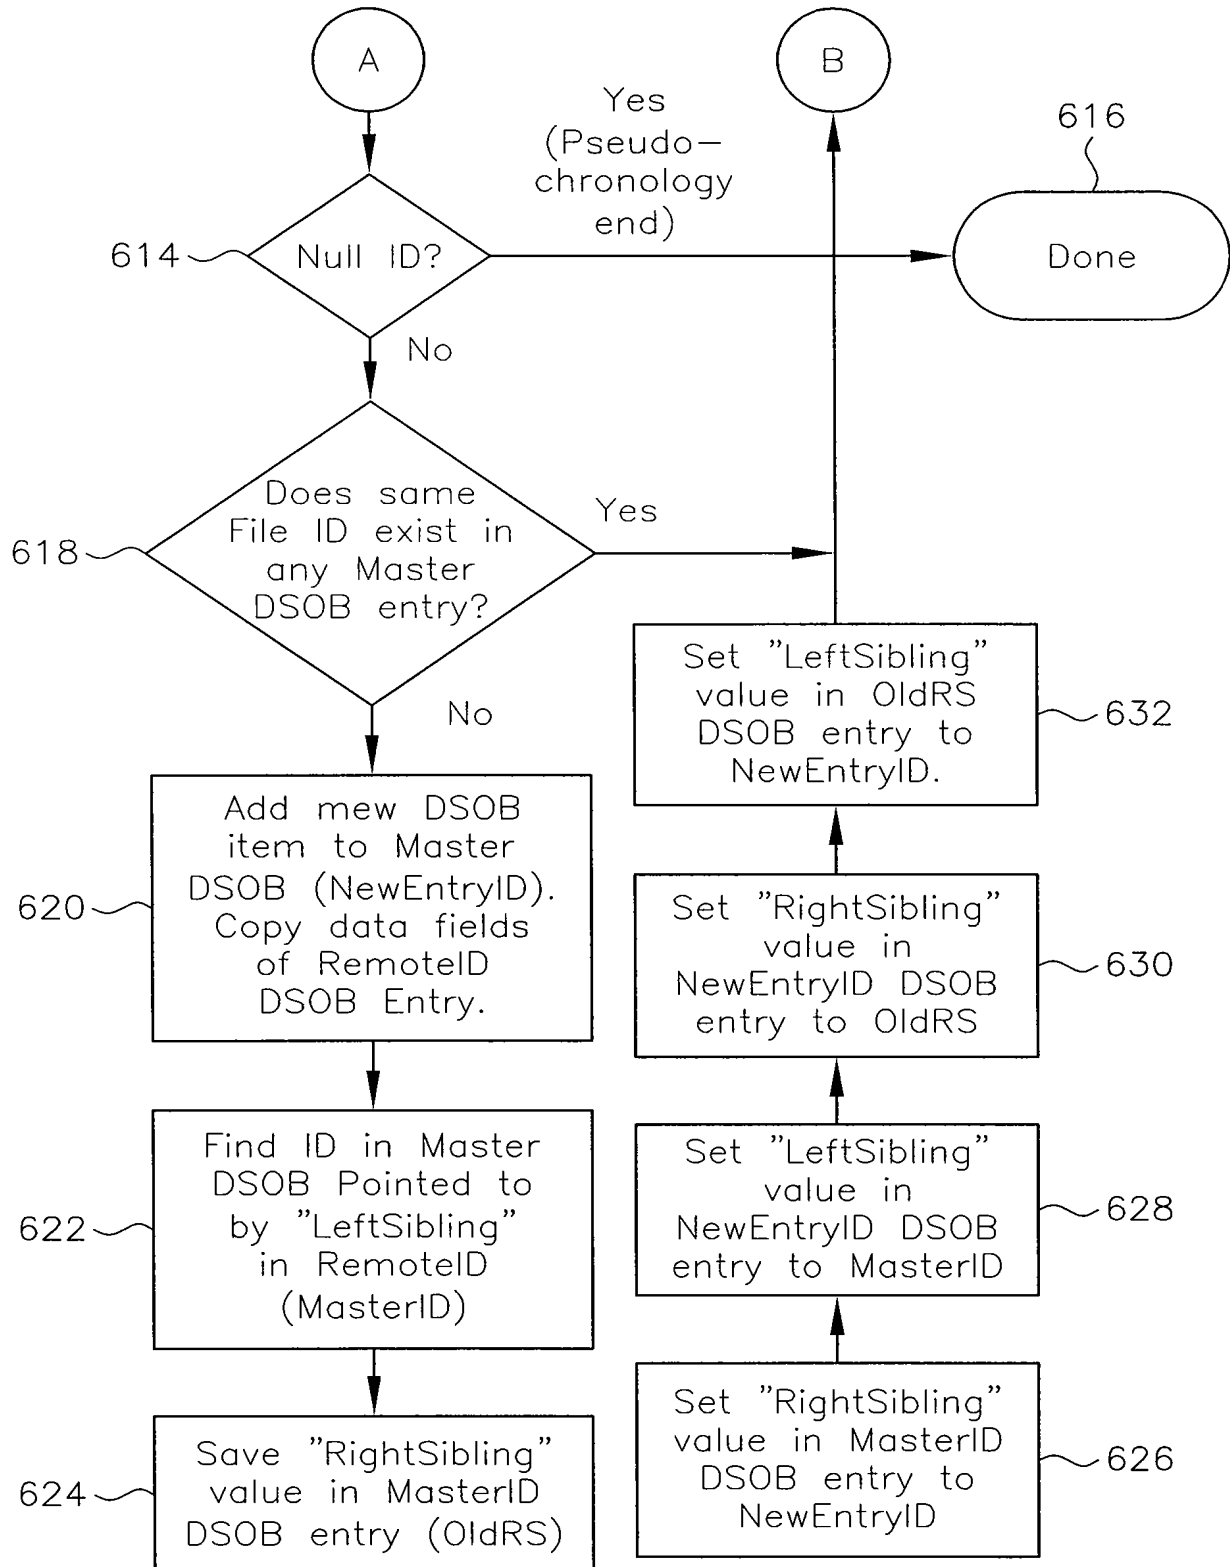 A
B
Yes
(Pseudo-
chronology
end)
616
614
Null ID?
Done
No
618
Does same
File ID exist in
any Master
DSOB entry?
Yes
No
620
Add mew DSOB
item to Master
DSOB (NewEntryID).
Copy data fields
of RemoteID
DSOB Entry.
622
Find ID in Master
DSOB Pointed to
by "LeftSibling"
in RemoteID
(MasterID)
624
Save "RightSibling"
value in MasterID
DSOB entry (OldRS)
Set "LeftSibling"
value in OldRS
DSOB entry to
NewEntryID.
632
Set "RightSibling"
value in
NewEntryID DSOB
entry to OldRS
630
Set "LeftSibling"
value in
NewEntryID DSOB
entry to MasterID
628
Set "RightSibling"
value in MasterID
DSOB entry to
NewEntryID
626